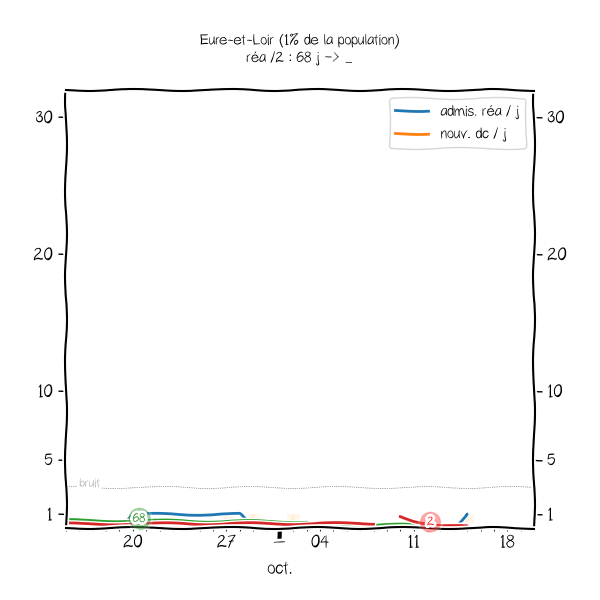 Eure-et-Loir (1% de la population)
réa /2 : 68 j -> _
admis. réa / j
nouv. dc / j
30
30
20
20
10
10
5
5
bruit
1
1
68
2
20
27
04
11
18
oct.